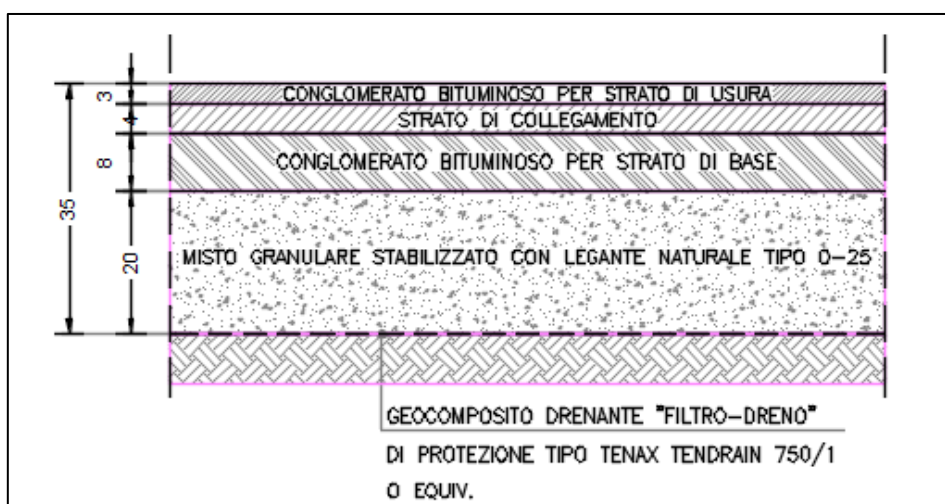 3
CONGLOMERATO BITUMINOSO PER STRATO DI USURA
4
STRATO DI COLLEGAMENTO
8
CONGLOMERATO BITUMINOSO PER STRATO DI BASE
35
20
MISTO GRANULARE STABILIZZATO CON LEGANTE NATURALE TIPO 0-25
GEOCOMPOSITO DRENANTE "FILTRO-DRENO"
DI PROTEZIONE TIPO TENAX TENDRAIN 750/1
O EQUIV.